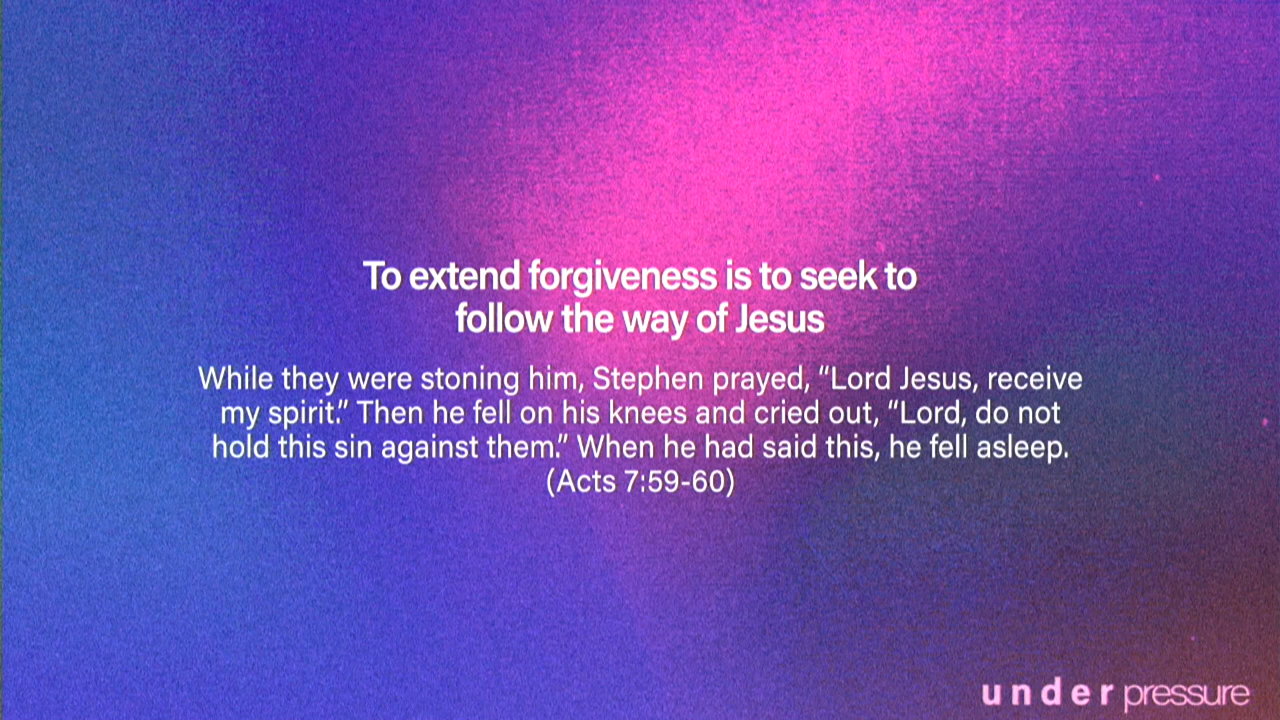 To extend forgiveness is to seek to
follow the way of Jesus
While they were stoning him, Stephen prayed, “Lord Jesus, receive
my spirit.” Then he fell on his knees and cried out, “Lord, do not
hold this sin against them.” When he had said this, he fell asleep.
(Acts 7:59-60)
under pressure